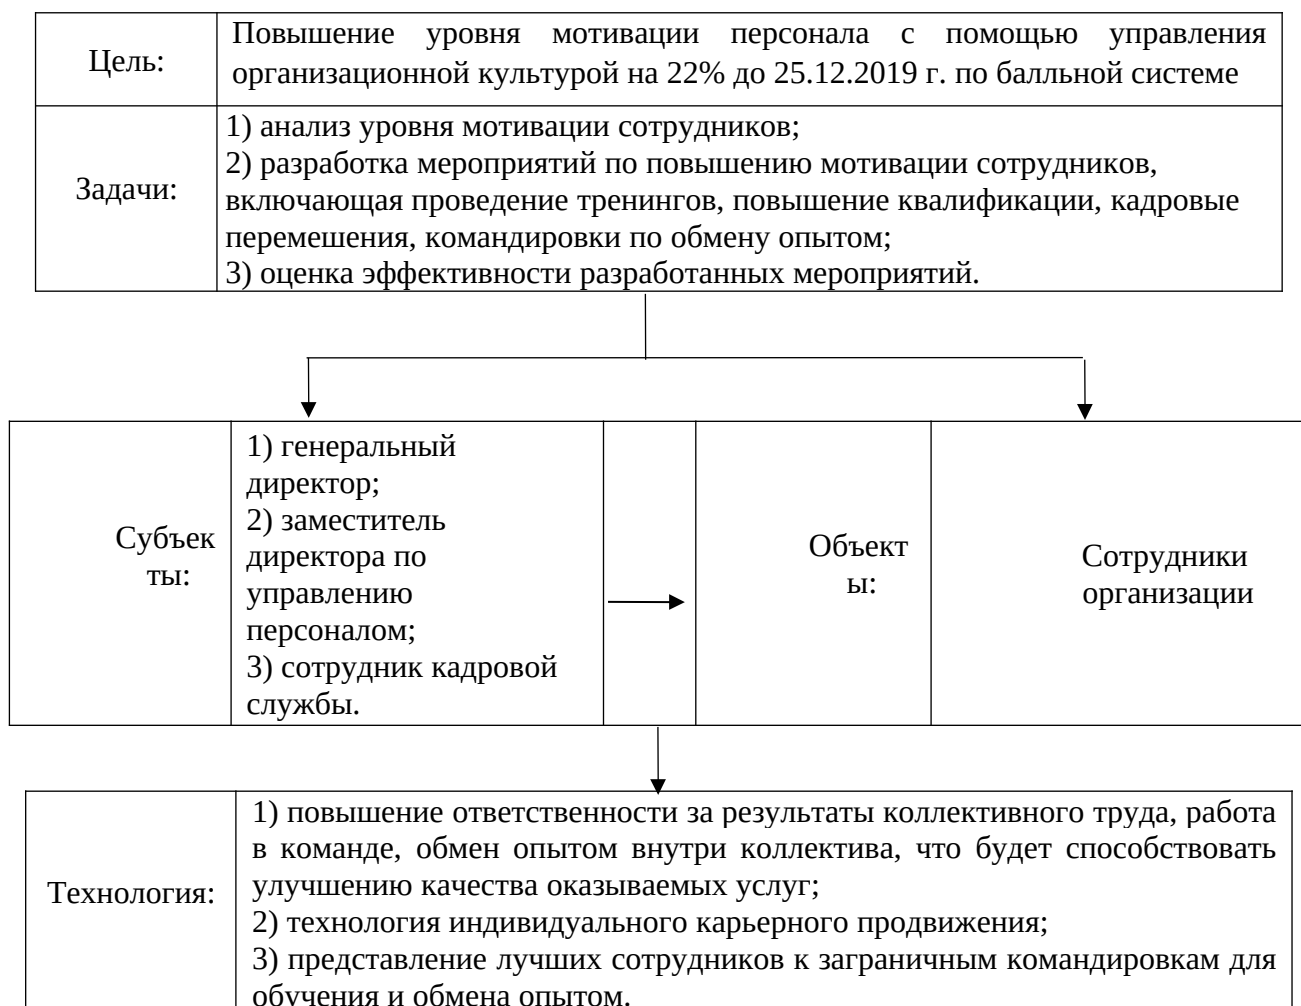 Цель:
Повышение уровня мотивации персонала с помощью управления
организационной культурой на 22% до 25.12.2019 г. по балльной системе
Задачи:
1) анализ уровня мотивации сотрудников;
2) разработка мероприятий по повышению мотивации сотрудников,
включающая проведение тренингов, повышение квалификации, кадровые
перемешения, командировки по обмену опытом;
3) оценка эффективности разработанных мероприятий.
Субъек
ты:
1) генеральный
директор;
2) заместитель
директора по
управлению
персоналом;
3) сотрудник кадровой
службы.
Объект
ы:
Сотрудники
организации
Технология:
1) повышение ответственности за результаты коллективного труда, работа
в команде, обмен опытом внутри коллектива, что будет способствовать
улучшению качества оказываемых услуг;
2) технология индивидуального карьерного продвижения;
3) представление лучших сотрудников к заграничным командировкам для
обучения и обмена опытом.